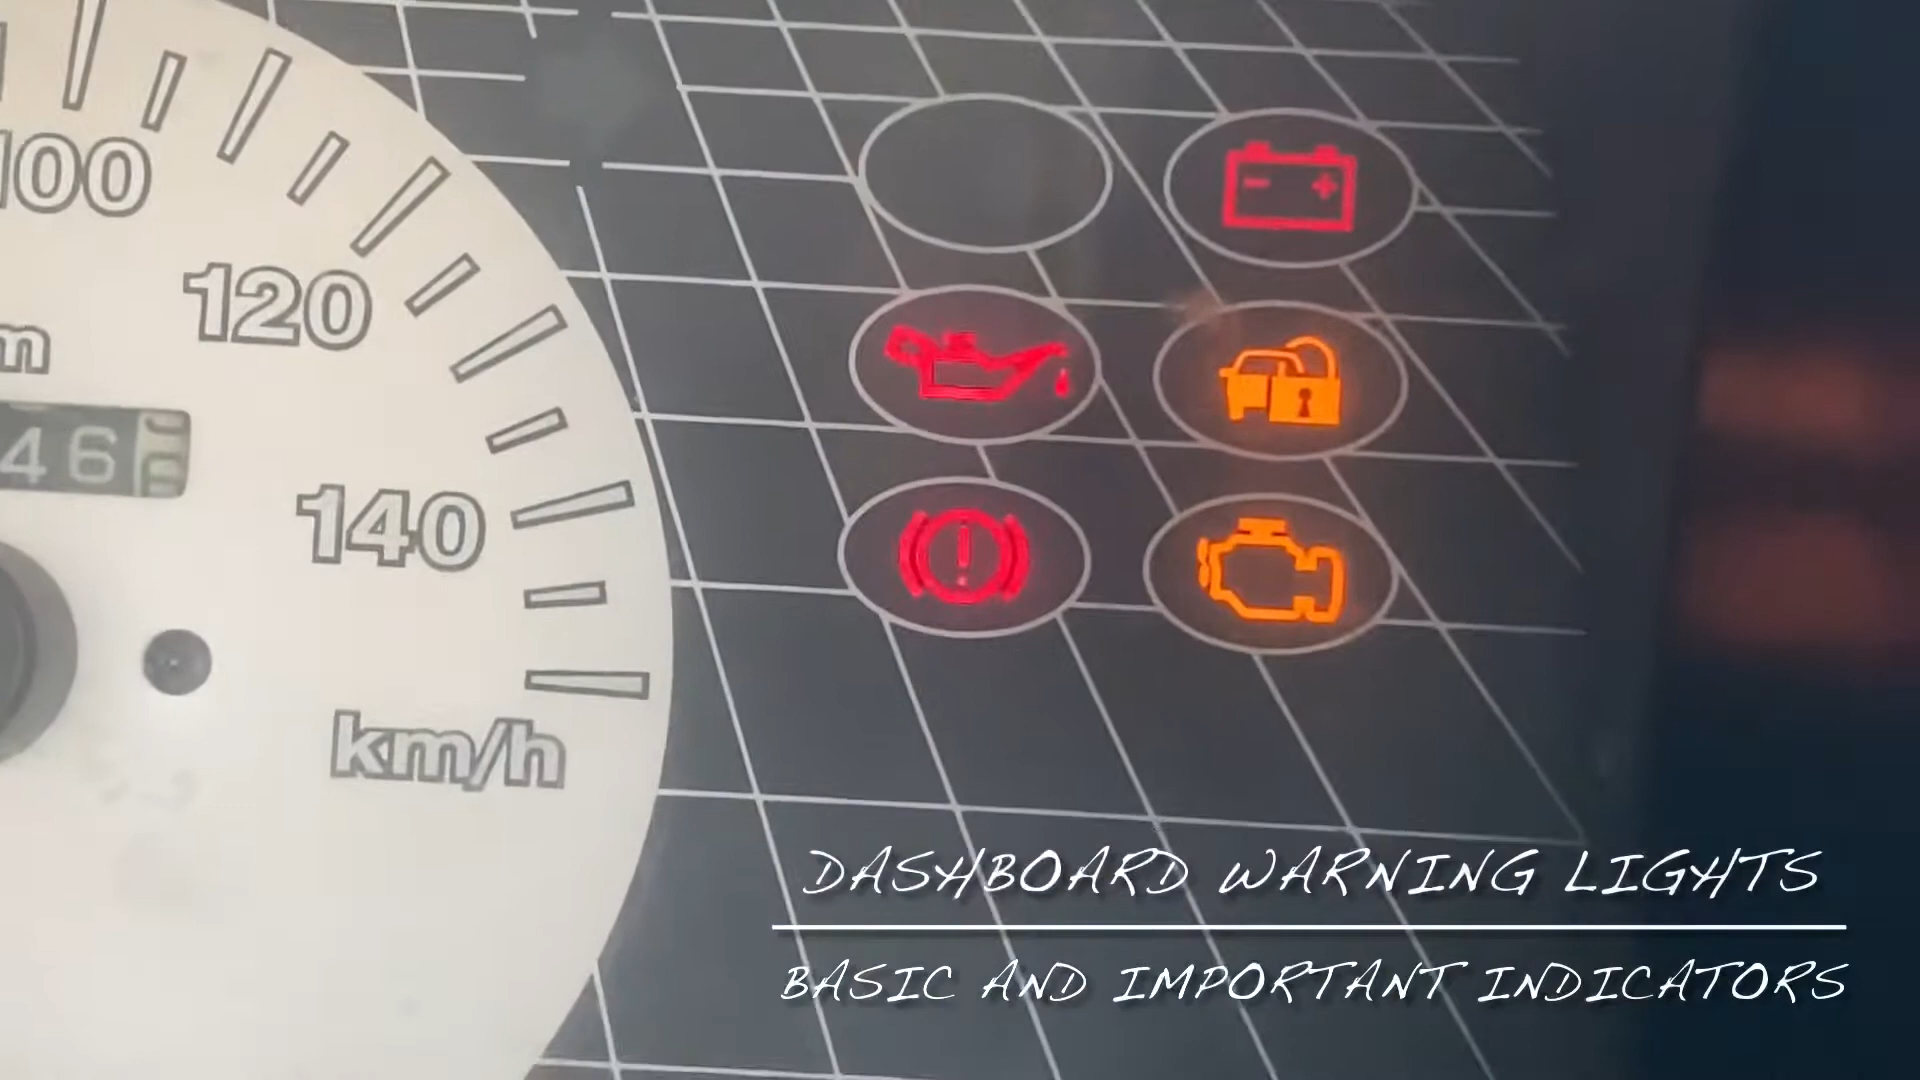 100
120
m
46
140
km/h
DASHBOARD WARNING LIGHTS
BASIC AND IMPORTANT INDICATORS